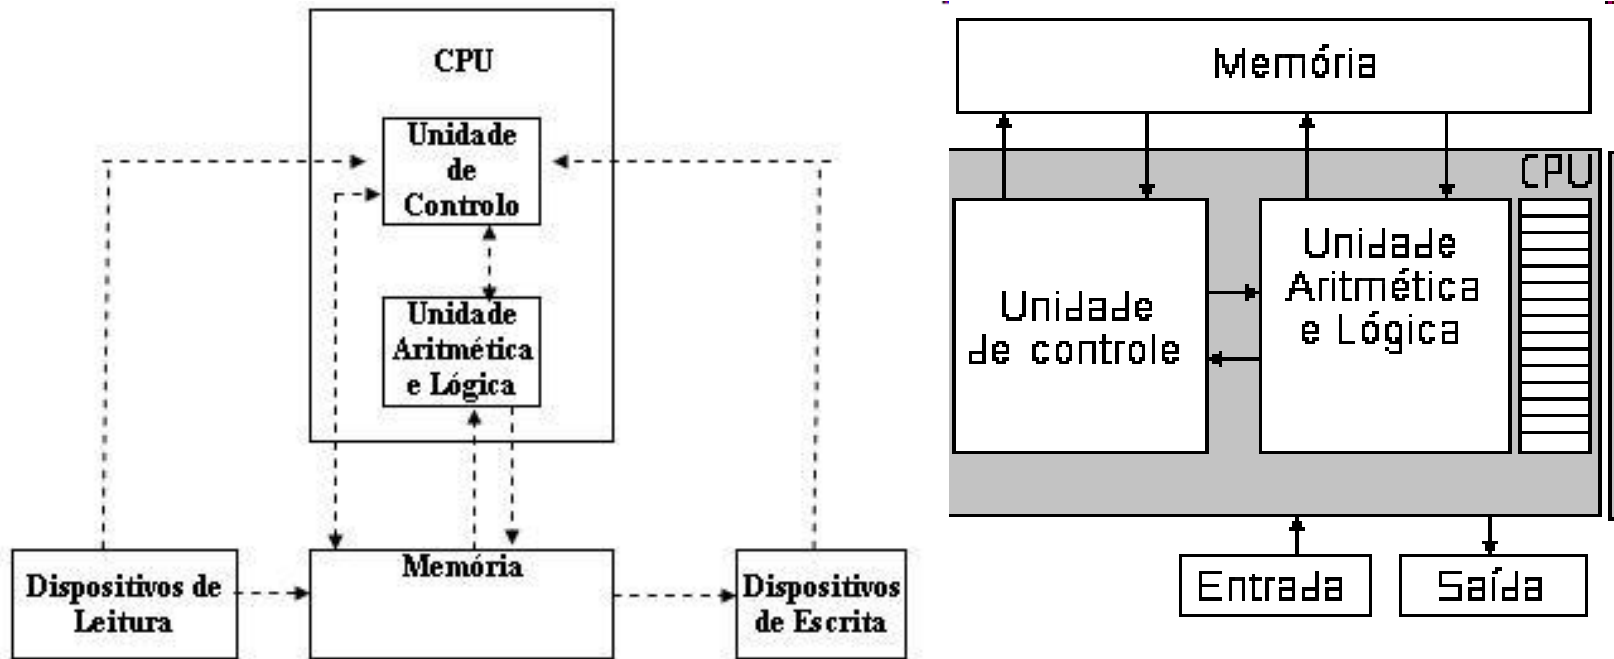 CPU
Unidade
de
Controlo
Unidade
Aritmética
e Lógica
Memória
Dispositivos de
Leitura
Dispositivos
de Escrita
Memória
CPU
Unidade
de controle
Unidade
Aritmética
e Lógica
Entrada
Saída